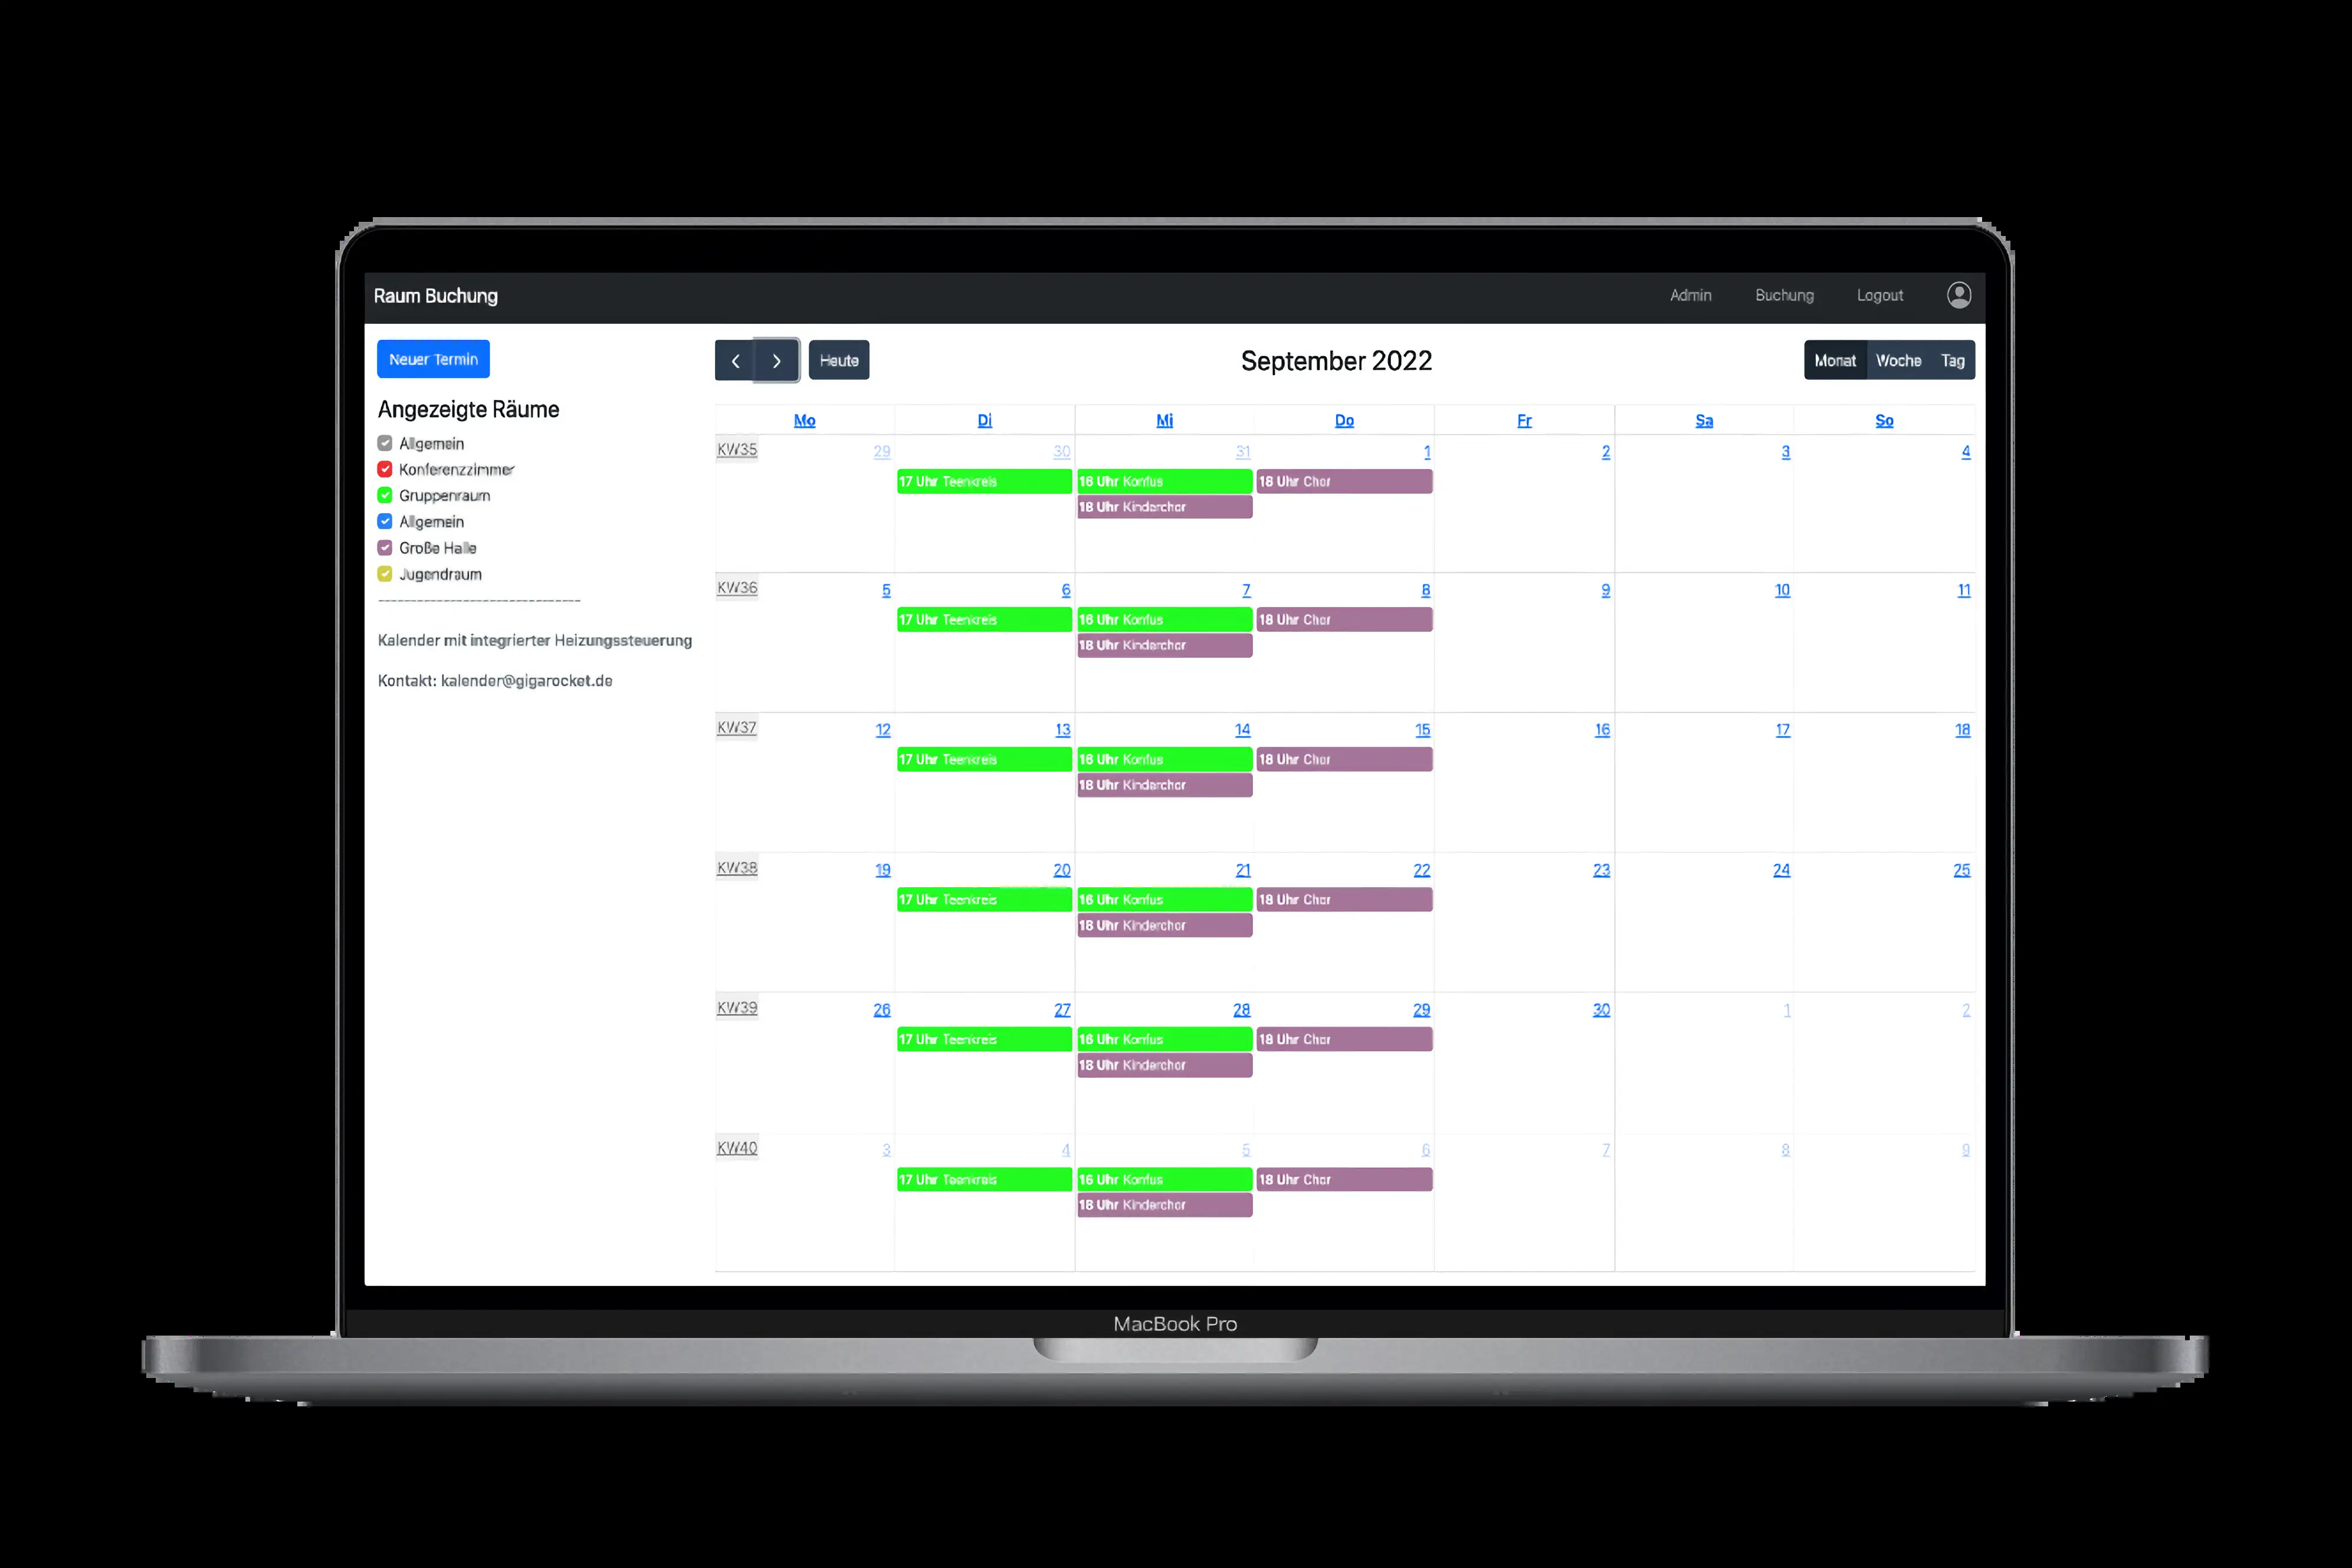 Raum Buchung Admin Buchung Logout
Neuer Termin
Angezeigte Räume
Allgemein
Konferenzzimmer
Gruppenraum
Allgemein
Große Halle
Jugendraum
------------------------------
Kalender mit integrierter Heizungssteuerung
Kontakt: kalender@gigarocket.de
Heute September 2022 Monat Woche Tag
Mo Di Mi Do Fr Sa So
KW35 29 30 31 1 2 3 4
17 Uhr Teenkreis 16 Uhr Konfus 18 Uhr Chor
18 Uhr Kinderchor
KW36 5 6 7 8 9 10 11
17 Uhr Teenkreis 16 Uhr Konfus 18 Uhr Chor
18 Uhr Kinderchor
KW37 12 13 14 15 16 17 18
17 Uhr Teenkreis 16 Uhr Konfus 18 Uhr Chor
18 Uhr Kinderchor
KW38 19 20 21 22 23 24 25
17 Uhr Teenkreis 16 Uhr Konfus 18 Uhr Chor
18 Uhr Kinderchor
KW39 26 27 28 29 30 1 2
17 Uhr Teenkreis 16 Uhr Konfus 18 Uhr Chor
18 Uhr Kinderchor
KW40 3 4 5 6 7 8 9
17 Uhr Teenkreis 16 Uhr Konfus 18 Uhr Chor
18 Uhr Kinderchor
MacBook Pro